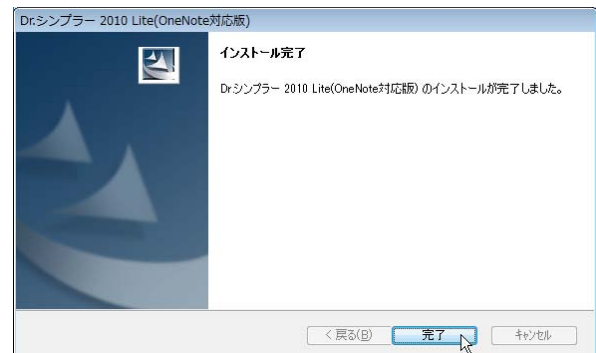 Dr.シンプラー 2010 Lite(OneNote対応版)
インストール完了
Dr.シンプラー 2010 Lite(OneNote対応版) のインストールが完了しました。
< 戻る(B) 完了 キャンセル